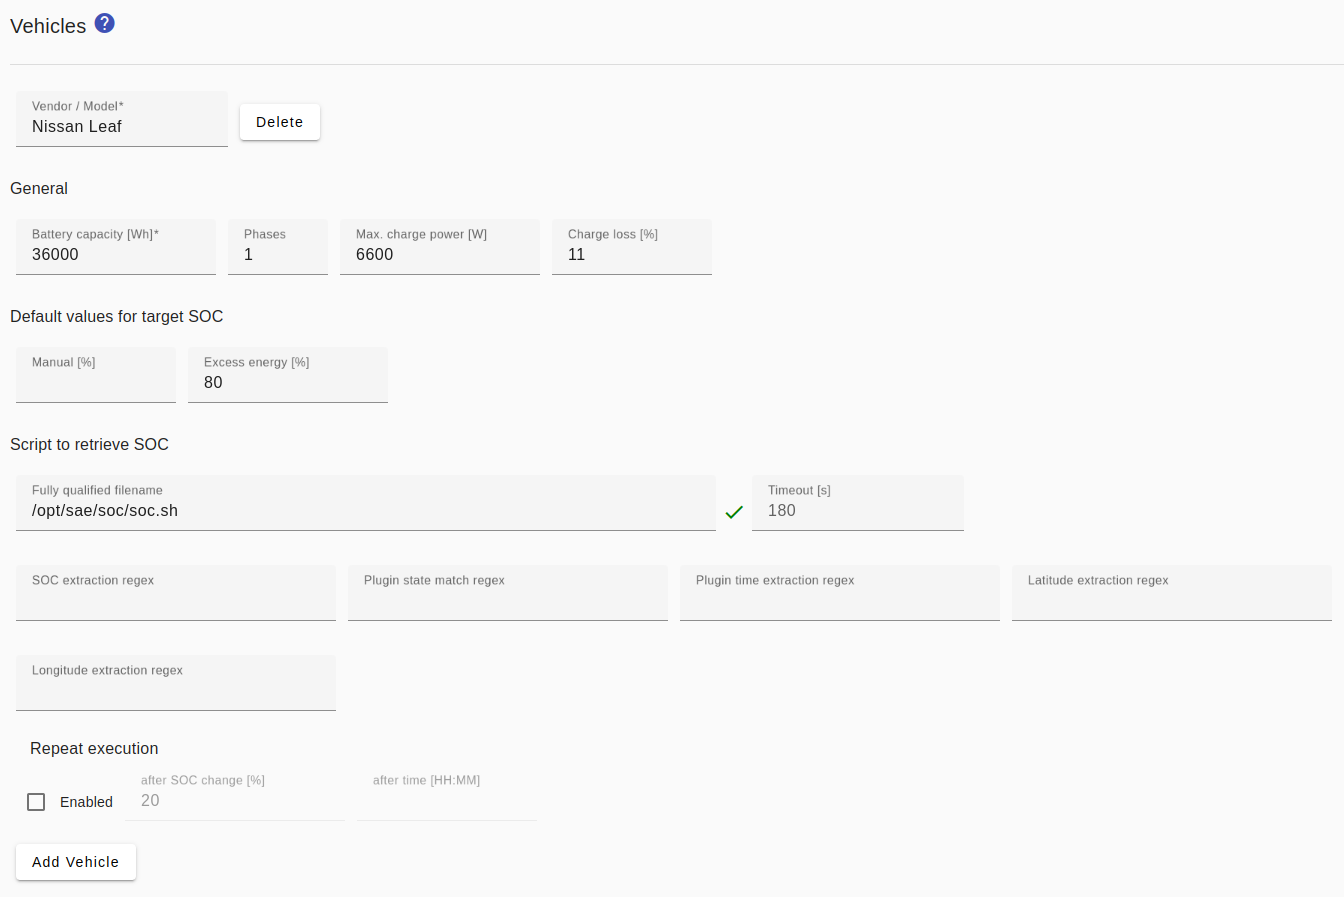 Vehicles ?
Vendor / Model*
Nissan Leaf
Delete
General
Battery capacity [Wh]*
36000
Phases
1
Max. charge power [W]
6600
Charge loss [%]
11
Default values for target SOC
Manual [%]
Excess energy [%]
80
Script to retrieve SOC
Fully qualified filename
/opt/sae/soc/soc.sh
Timeout [s]
180
SOC extraction regex
Plugin state match regex
Plugin time extraction regex
Latitude extraction regex
Longitude extraction regex
Repeat execution
Enabled
after SOC change [%]
20
after time [HH:MM]
Add Vehicle